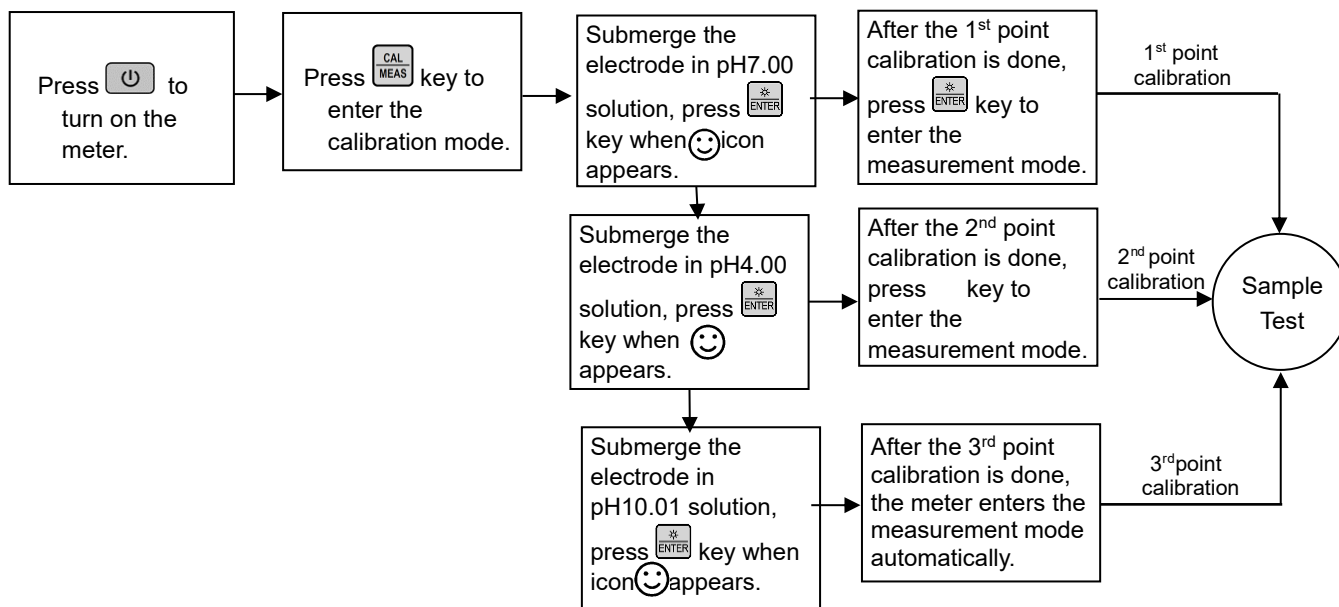 Press ⏻ to
turn on the
meter.
Press CAL MEAS key to
enter the
calibration mode.
Submerge the
electrode in pH7.00
solution, press ☼ ENTER
key when ☺ icon
appears.
After the 1st point
calibration is done,
press ☼ ENTER key to
enter the
measurement mode.
1st point
calibration
Submerge the
electrode in pH4.00
solution, press ☼ ENTER
key when ☺
appears.
After the 2nd point
calibration is done,
press key to
enter the
measurement mode.
2nd point
calibration
Sample
Test
Submerge the
electrode in
pH10.01 solution,
press ☼ ENTER key when
icon ☺ appears.
After the 3rd point
calibration is done,
the meter enters the
measurement mode
automatically.
3rd point
calibration